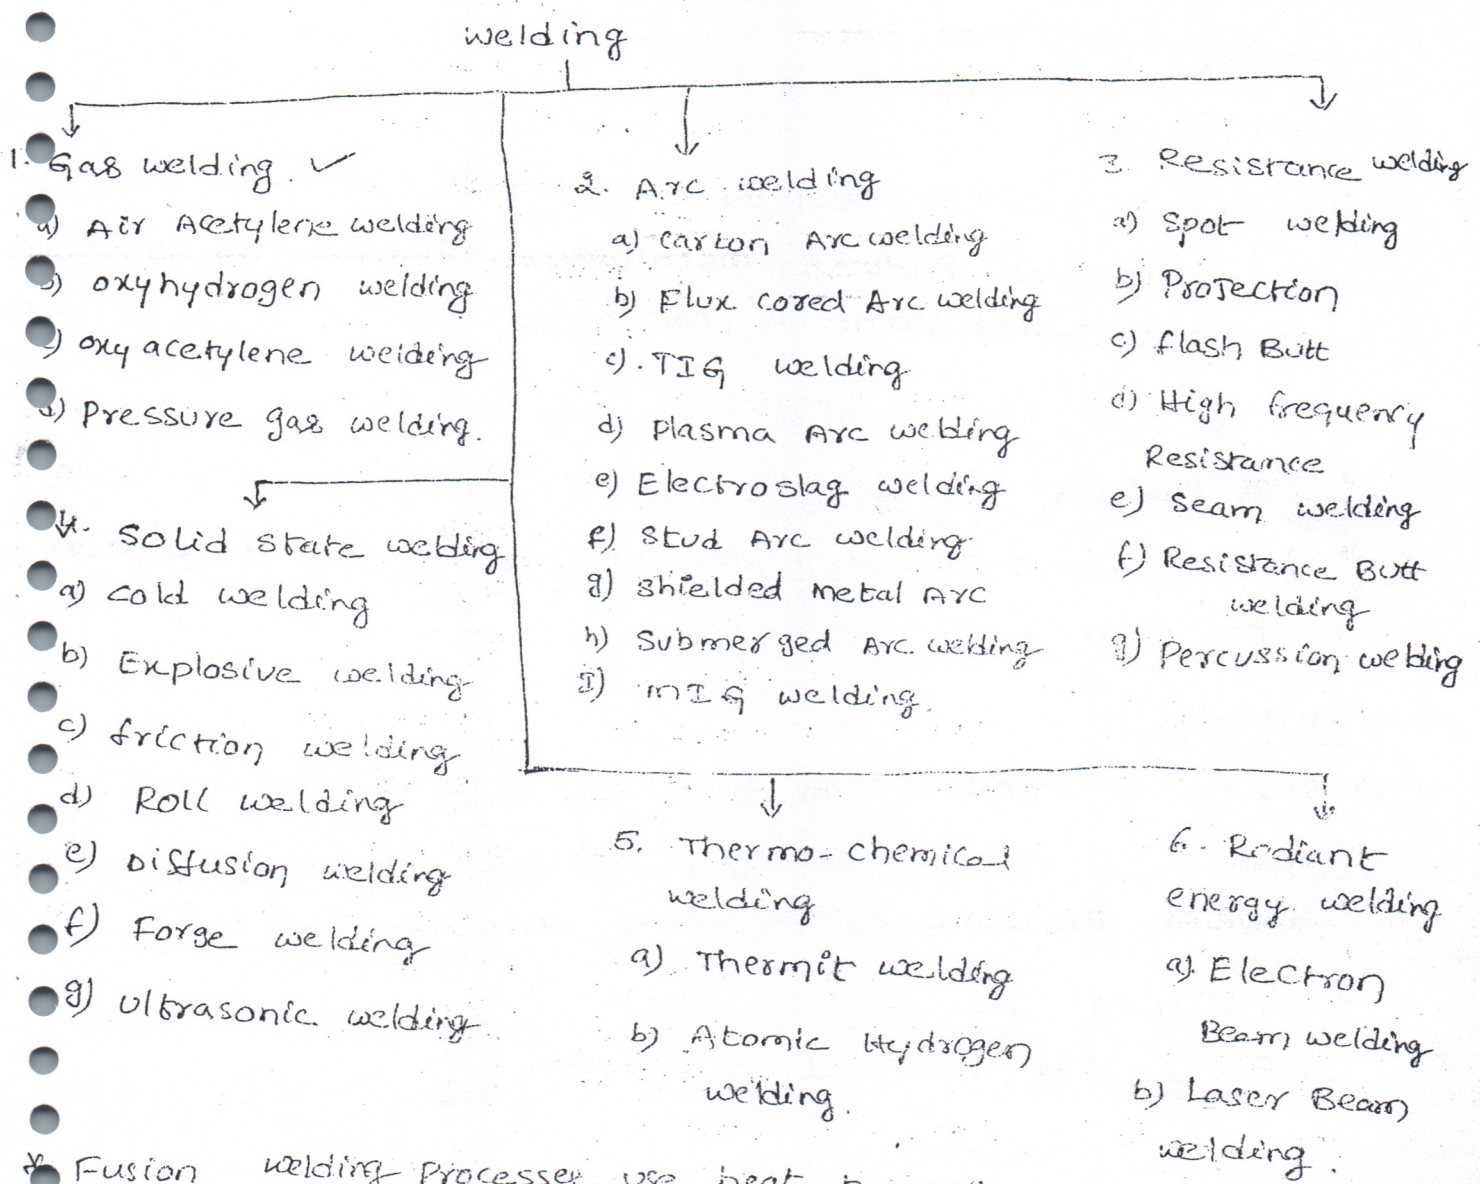 welding
1. Gas welding. ✓
a) Air Acetylene welding
b) oxyhydrogen welding
c) oxy acetylene welding
d) Pressure gas welding.
2. Arc welding
a) Carbon Arc welding
b) Flux cored Arc welding
c). TIG welding
d) Plasma Arc welding
e) Electroslag welding
f) Stud Arc welding
g) shielded metal Arc
h) Submerged Arc. welding
I) MIG welding.
3. Resistance welding
a) Spot welding
b) Projection
c) flash Butt
d) High frequency
Resistance
e) Seam welding
f) Resistance Butt
welding
g) Percussion welding
4. Solid state welding
a) cold welding
b) Explosive welding
c) friction welding
d) Roll welding
e) Diffusion welding
f) Forge welding
g) Ultrasonic. welding
5. Thermo-chemical
welding
a) Thermit welding
b) Atomic Hydrogen
welding.
6. Radiant
energy welding
a). Electron
Beam welding
b) Laser Beam
welding.
* Fusion welding Processes use heat